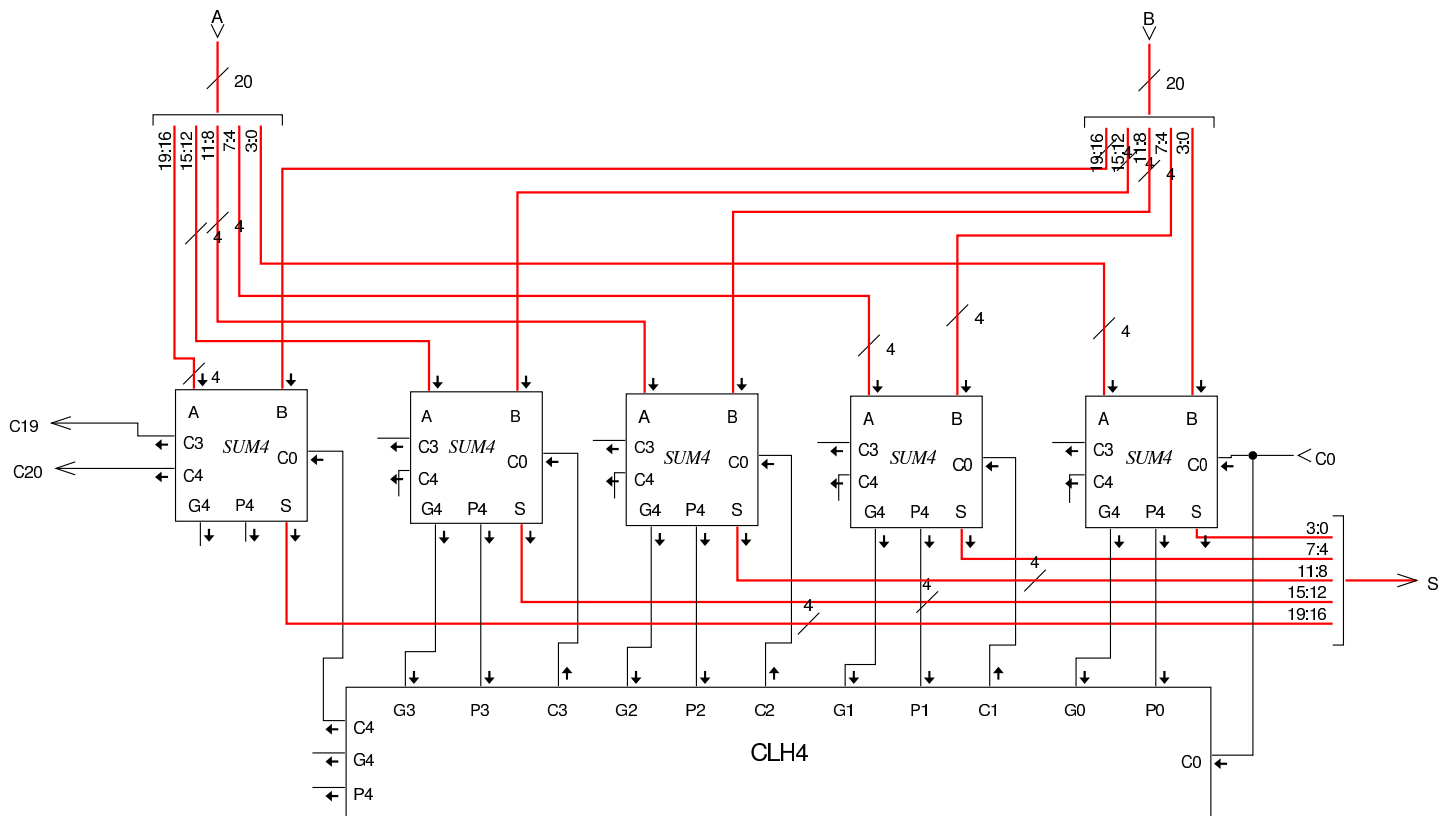 A B
20 20
19:16 15:12 11:8 7:4 3:0 19:16 15:12 11:8 7:4 3:0
4 4 4
4 4
4 4
4 4
A B A B A B A B A B
C19 C3 SUM4 C0 C3 SUM4 C0 C3 SUM4 C0 C3 SUM4 C0 C3 SUM4 C0 C0
C20 C4 C4 C4 C4 C4
G4 P4 S G4 P4 S G4 P4 S G4 P4 S G4 P4 S
3:0
7:4
4 11:8 S
4 15:12
4 19:16
G3 P3 C3 G2 P2 C2 G1 P1 C1 G0 P0
C4
CLH4
G4 C0
P4